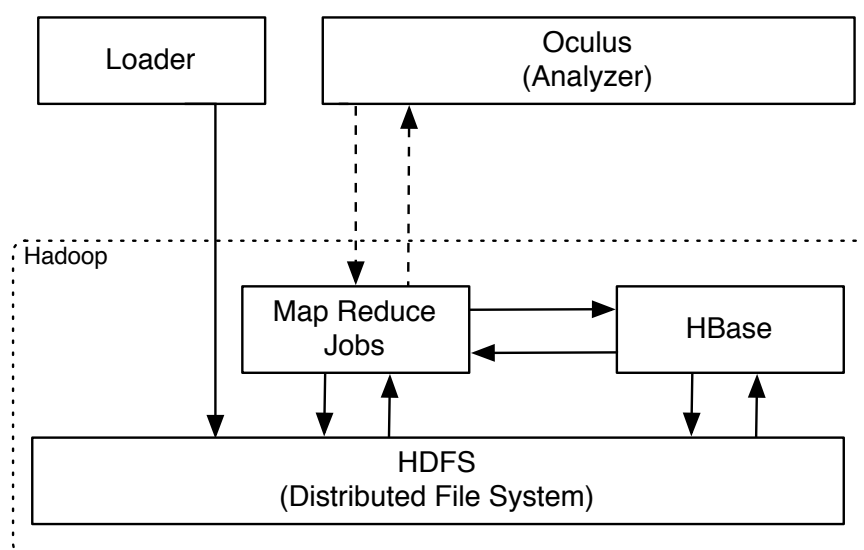 Loader
Oculus
(Analyzer)
Hadoop
Map Reduce
Jobs
HBase
HDFS
(Distributed File System)